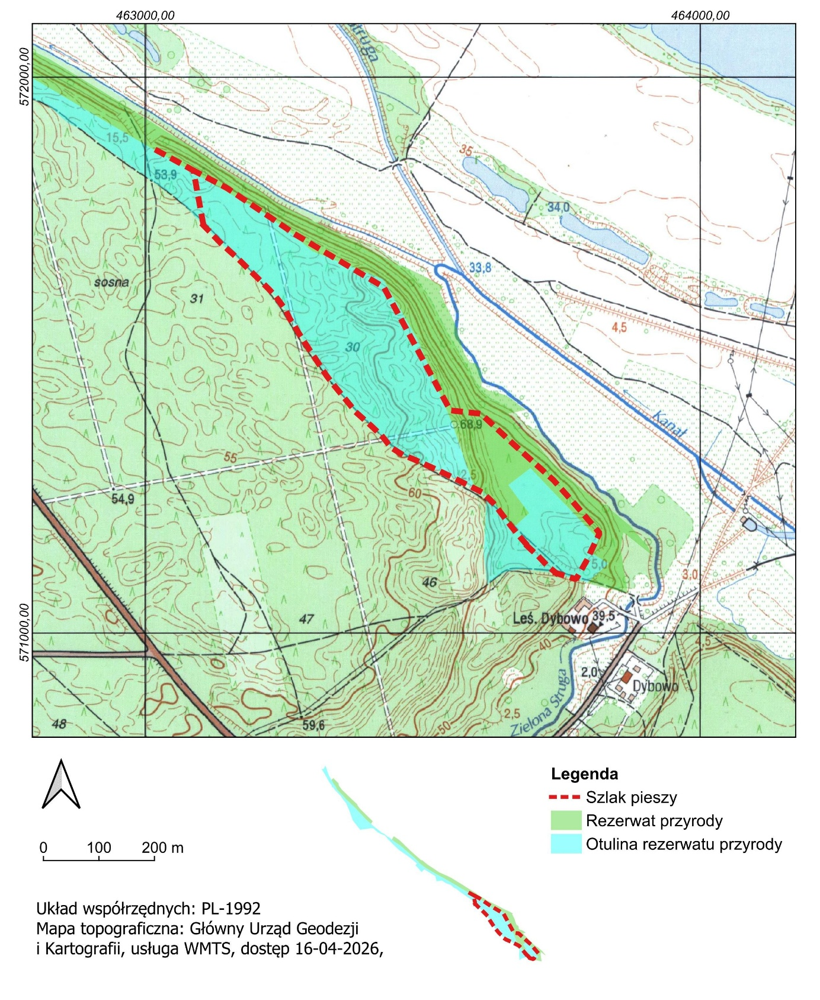 463000,00
464000,00
572000,00
571000,00
struga
15,5
53,9
35
r
34,0
33,8
sosna
31
30
4,5
Kanał
68,9
55
2,5
60
54,9
46
5,0
3,0
47
Leś. Dybowo
39,5
40
4,5
2,0
Dybowo
Zielona Struga
2,5
48
59,6
50
0
100
200 m
Legenda
Szlak pieszy
Rezerwat przyrody
Otulina rezerwatu przyrody
Układ współrzędnych: PL-1992
Mapa topograficzna: Główny Urząd Geodezji
i Kartografii, usługa WMTS, dostęp 16-04-2026,